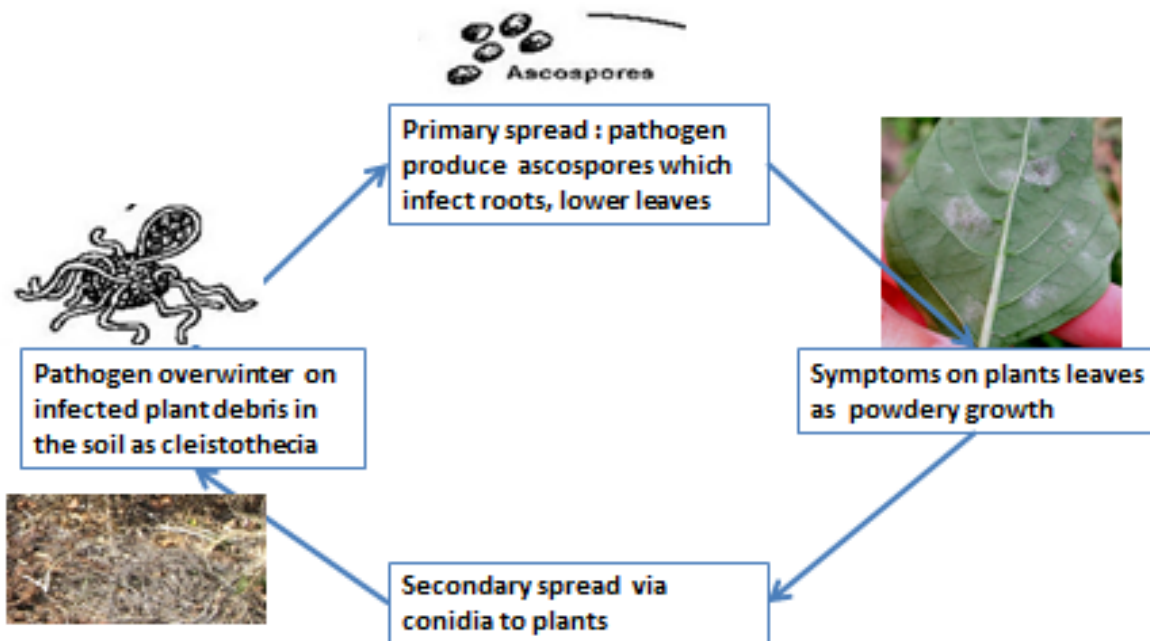 Ascospores
Primary spread : pathogen
produce ascospores which
infect roots, lower leaves
Symptoms on plants leaves
as powdery growth
Secondary spread via
conidia to plants
Pathogen overwinter on
infected plant debris in
the soil as cleistothecia